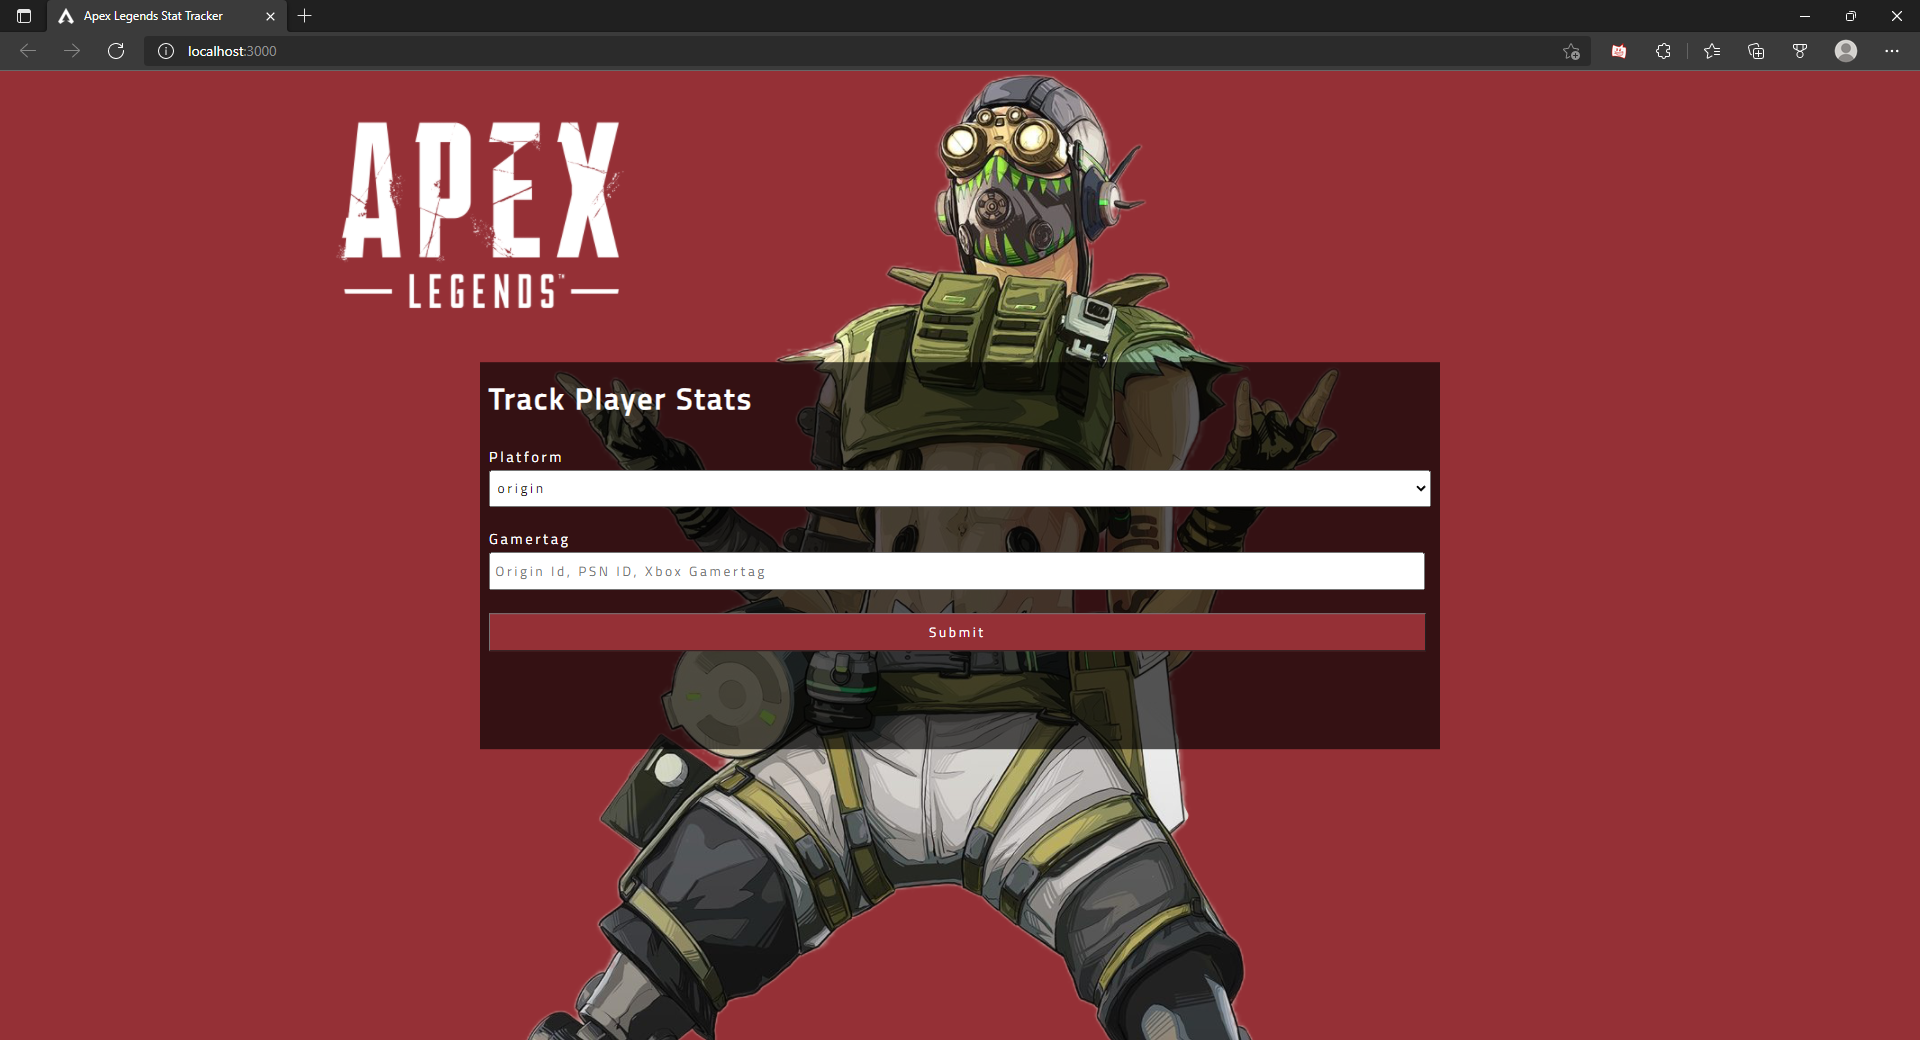 Apex Legends Stat Tracker
localhost:3000
APEX
LEGENDS™
Track Player Stats
Platform
origin
Gamertag
Origin Id, PSN ID, Xbox Gamertag
Submit